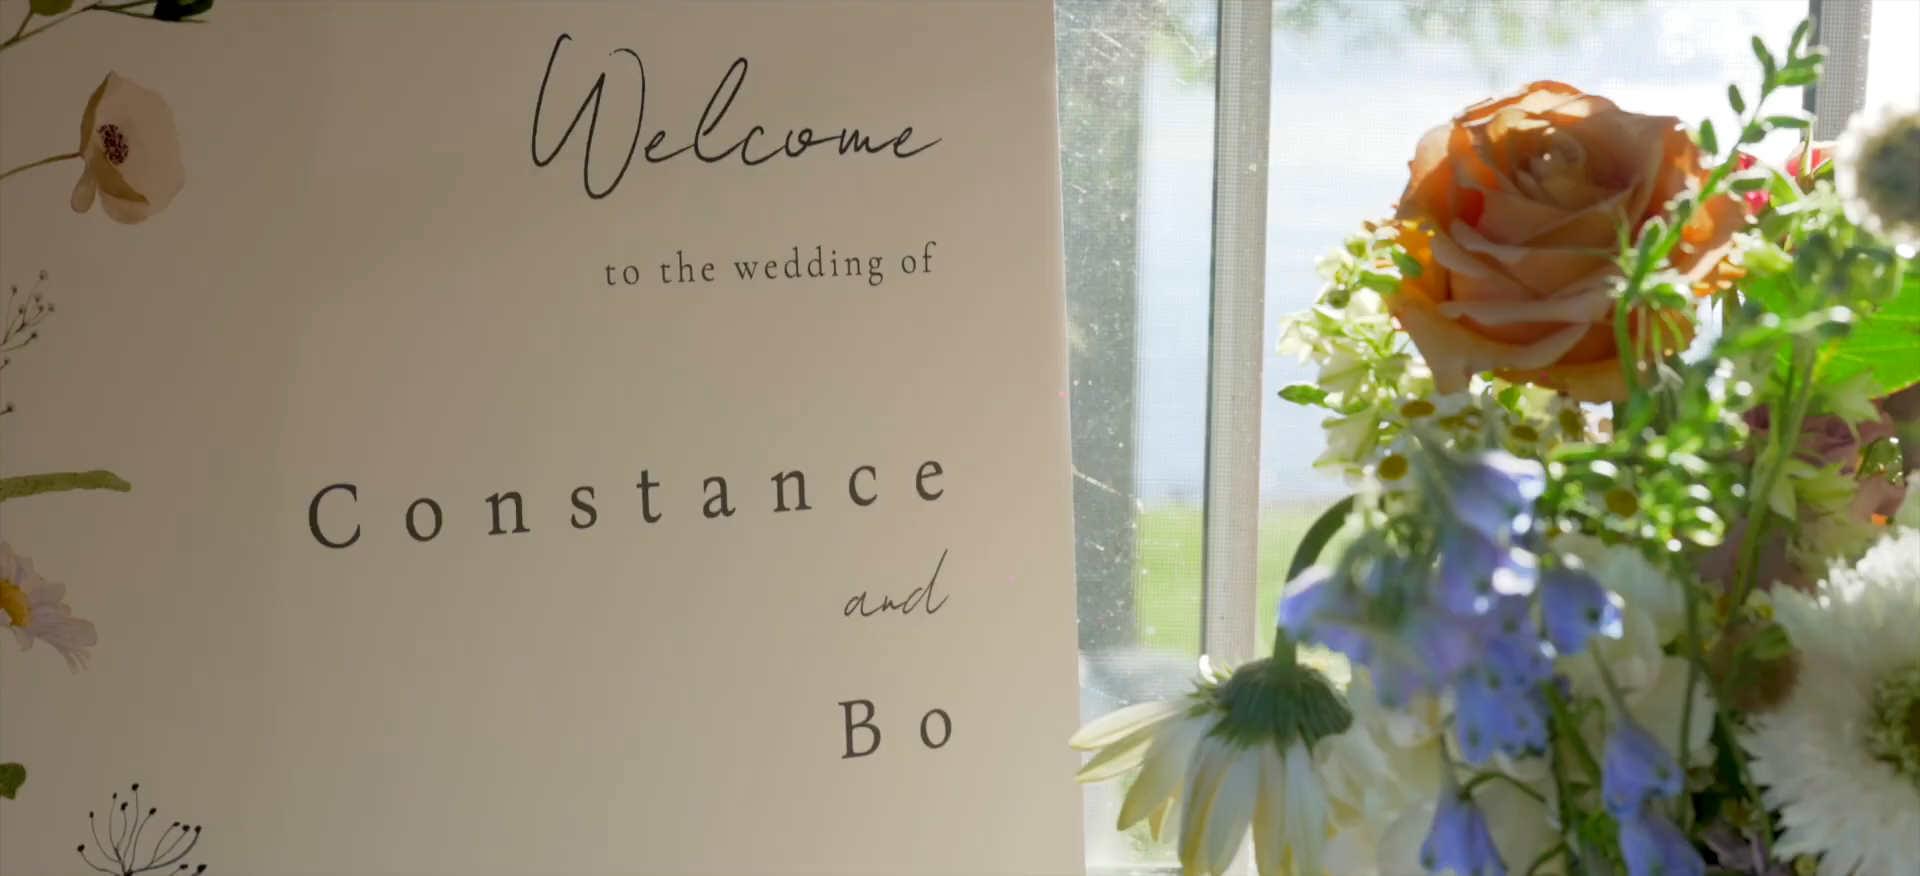 Welcome
to the wedding of
Constance
and
Bo